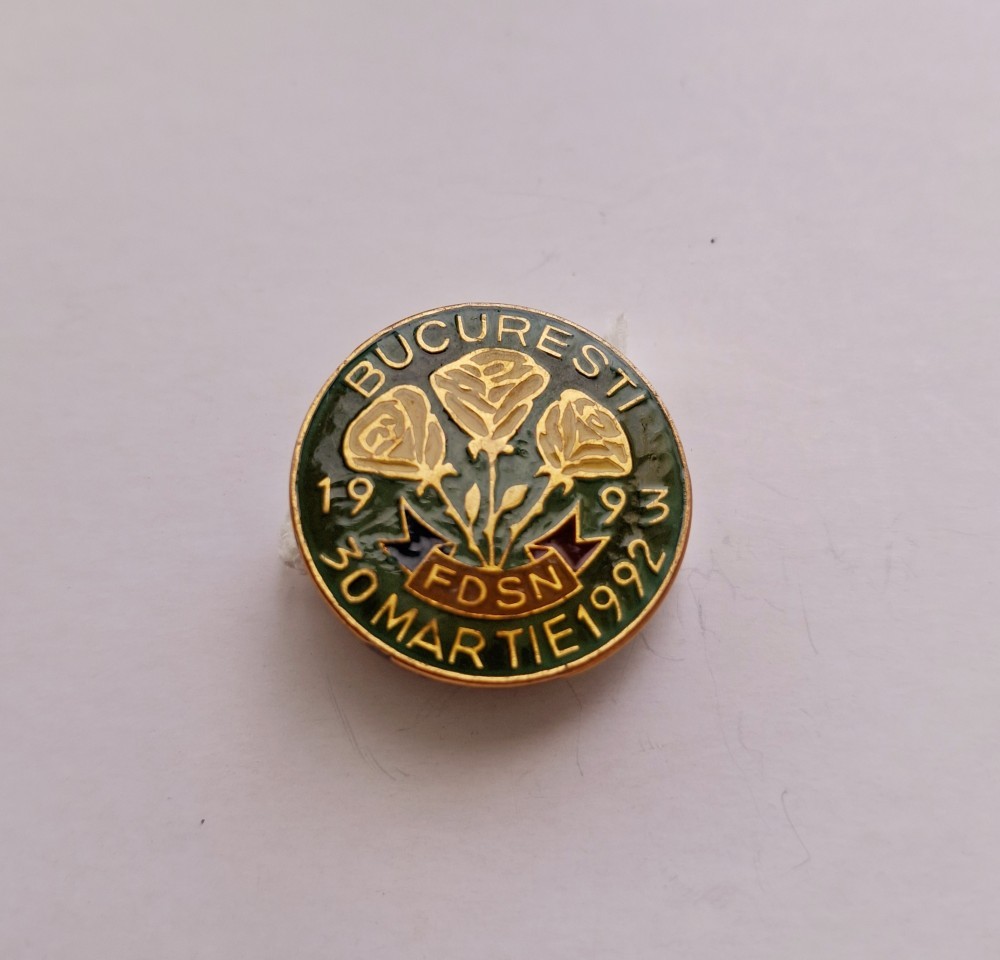 BUCURESTI
19 93
FDSN
30 MARTIE 1992